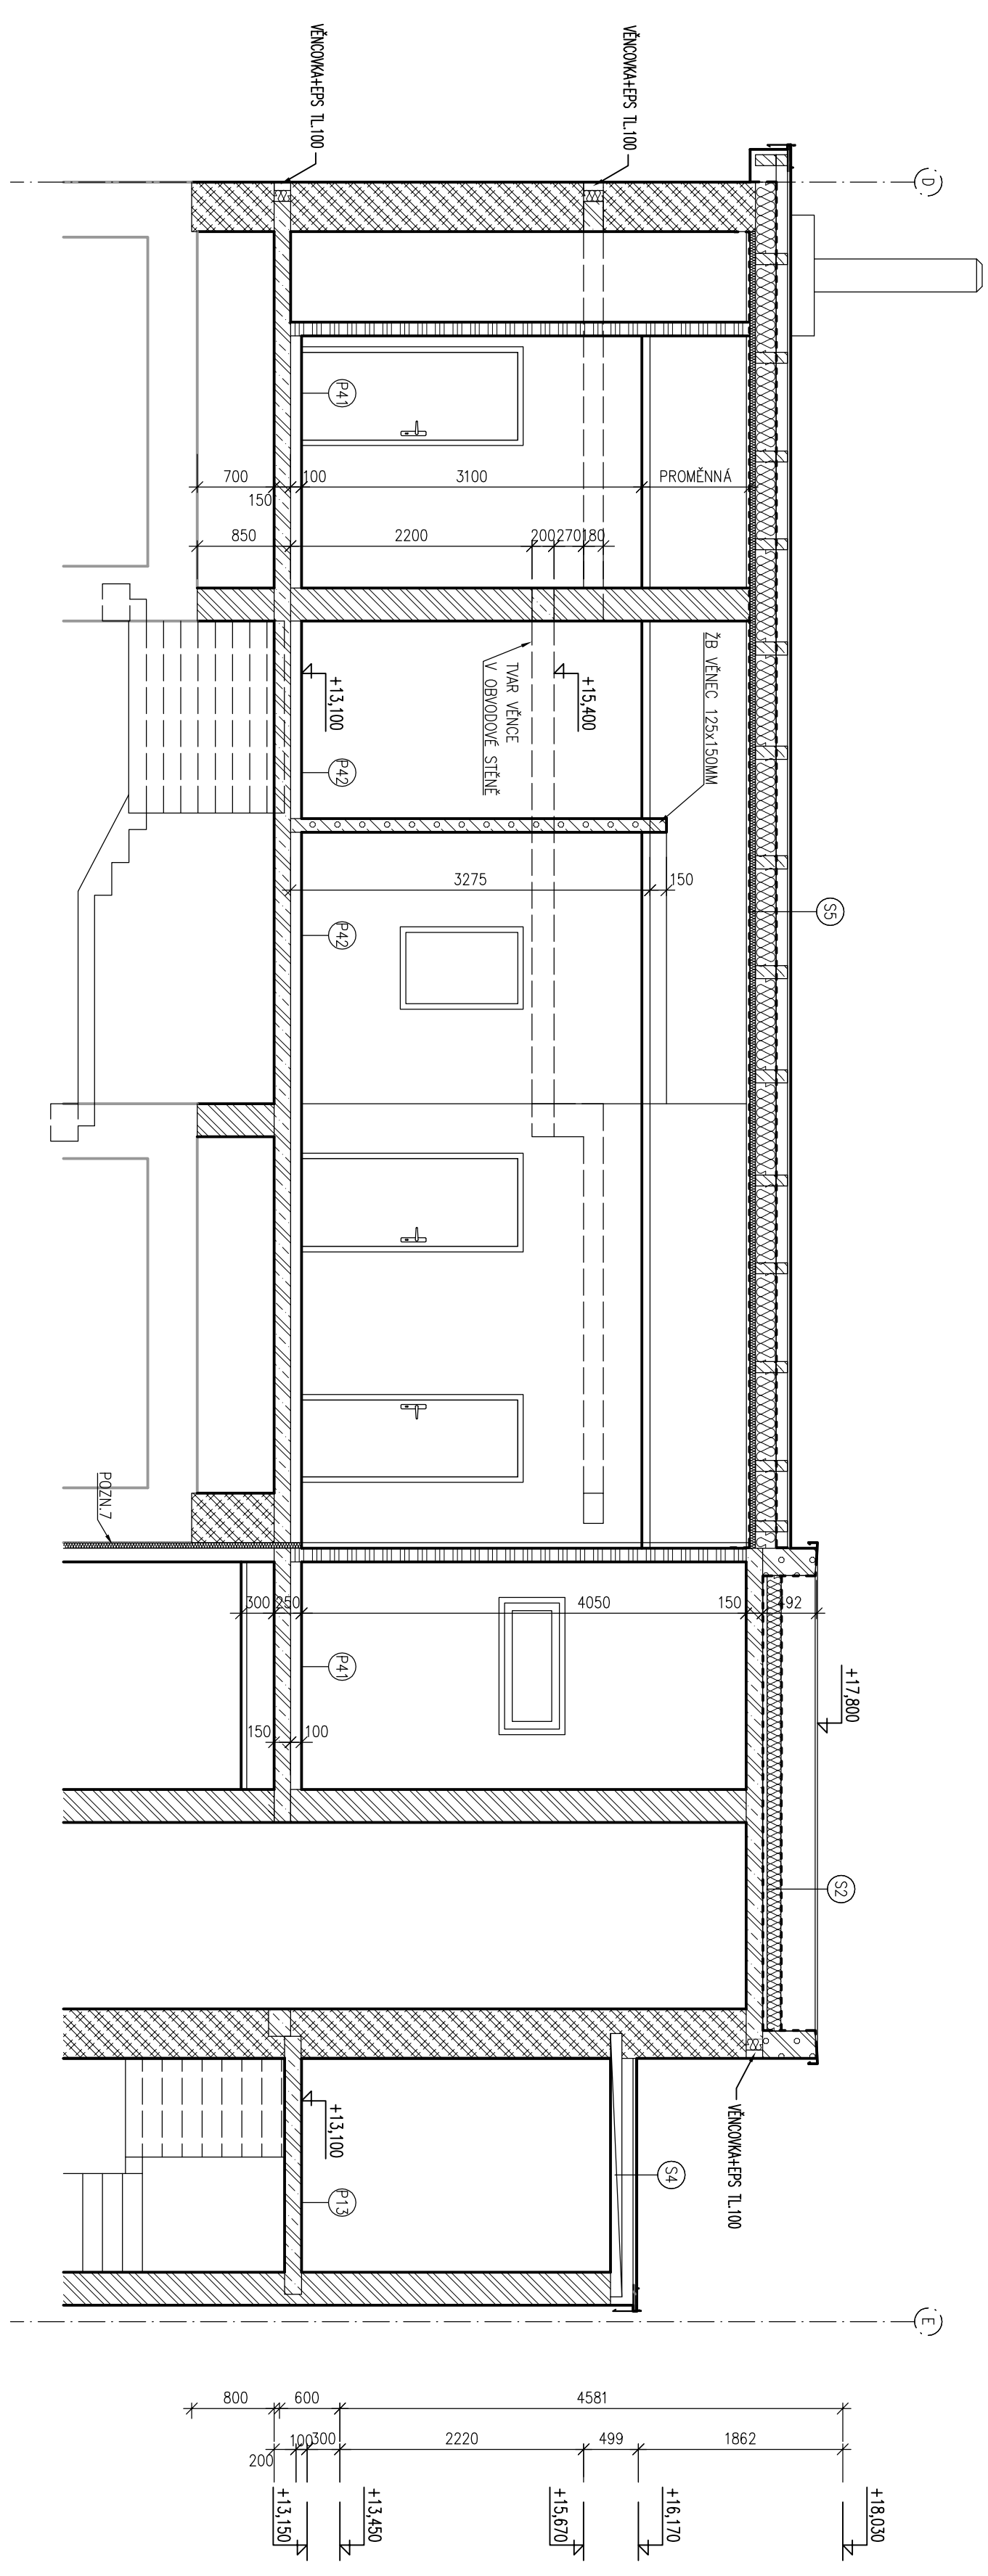 VĚNCOVKA+EPS TL.100
VĚNCOVKA+EPS TL.100
D
P41
700
150
100
3100
PROMĚNNÁ
850
2200
200
270
180
+13,100
TVAR VĚNCE
V OBVODOVÉ STĚNĚ
+15,400
ŽB VĚNEC 125x150MM
P42
3275
150
S5
P42
POZN.7
300
250
4050
150
492
P41
+17,800
150
100
S2
VĚNCOVKA+EPS TL.100
+13,100
P13
S4
E
800
600
4581
200
100
300
2220
499
1862
+13,150
+13,450
+15,670
+16,170
+18,030